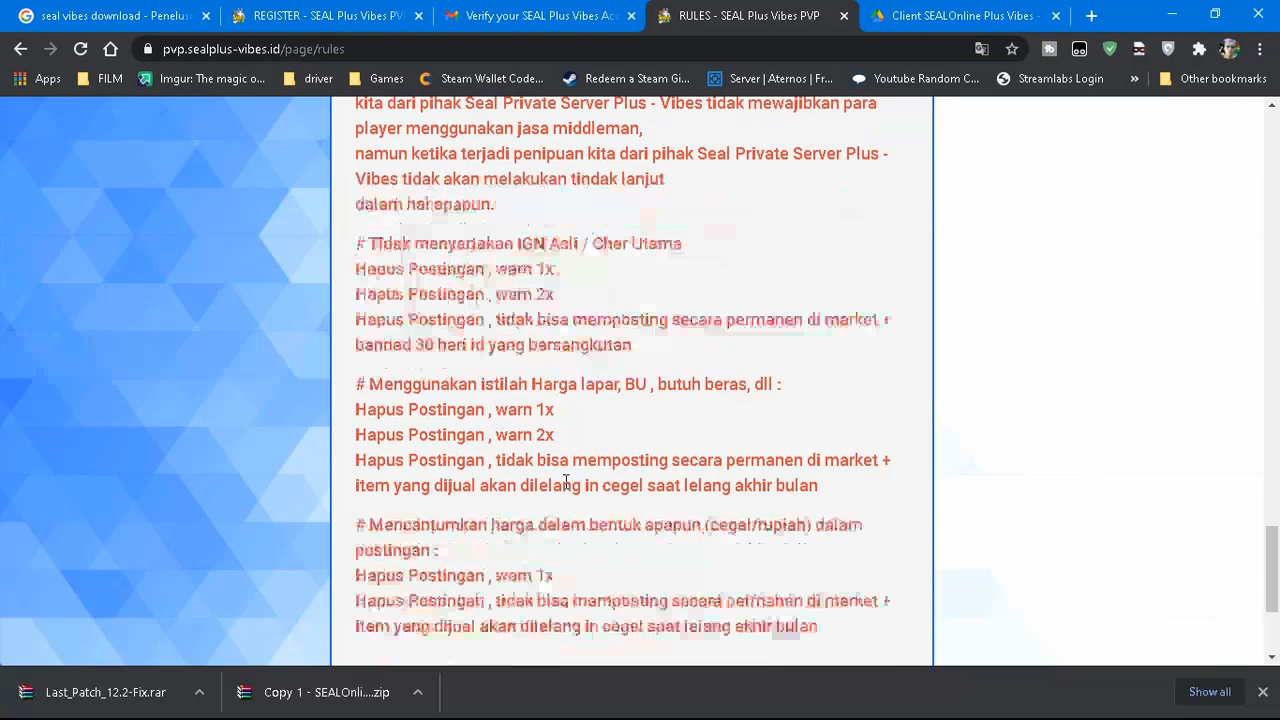 seal vibes download - Penelus
REGISTER - SEAL Plus Vibes PVP
Verify your SEAL Plus Vibes Acc
RULES - SEAL Plus Vibes PVP
Client SEALOnline Plus Vibes -
pvp.sealplus-vibes.id/page/rules
Apps
FILM
Imgur: The magic o...
driver
Games
Steam Wallet Code...
Redeem a Steam Gi...
Server | Aternos | Fr...
Youtube Random C...
Streamlabs Login
Other bookmarks
kita dari pihak Seal Private Server Plus - Vibes tidak mewajibkan para
player menggunakan jasa middleman,
namun ketika terjadi penipuan kita dari pihak Seal Private Server Plus -
Vibes tidak akan melakukan tindak lanjut
dalam hal apapun.
# Tidak menyertakan IGN Asli / Char Utama
Hapus Postingan , warn 1x
Hapus Postingan , warn 2x
Hapus Postingan , tidak bisa memposting secara permanen di market +
banned 30 hari id yang bersangkutan
# Menggunakan istilah Harga lapar, BU , butuh beras, dll :
Hapus Postingan , warn 1x
Hapus Postingan , warn 2x
Hapus Postingan , tidak bisa memposting secara permanen di market +
item yang dijual akan dilelang in cegel saat lelang akhir bulan
# Mencantumkan harga dalam bentuk apapun (cegel/rupiah) dalam
postingan :
Hapus Postingan , warn 1x
Hapus Postingan , tidak bisa memposting secara permanen di market +
item yang dijual akan dilelang in cegel saat lelang akhir bulan
Last_Patch_12.2-Fix.rar
Copy 1 - SEALOnli....zip
Show all